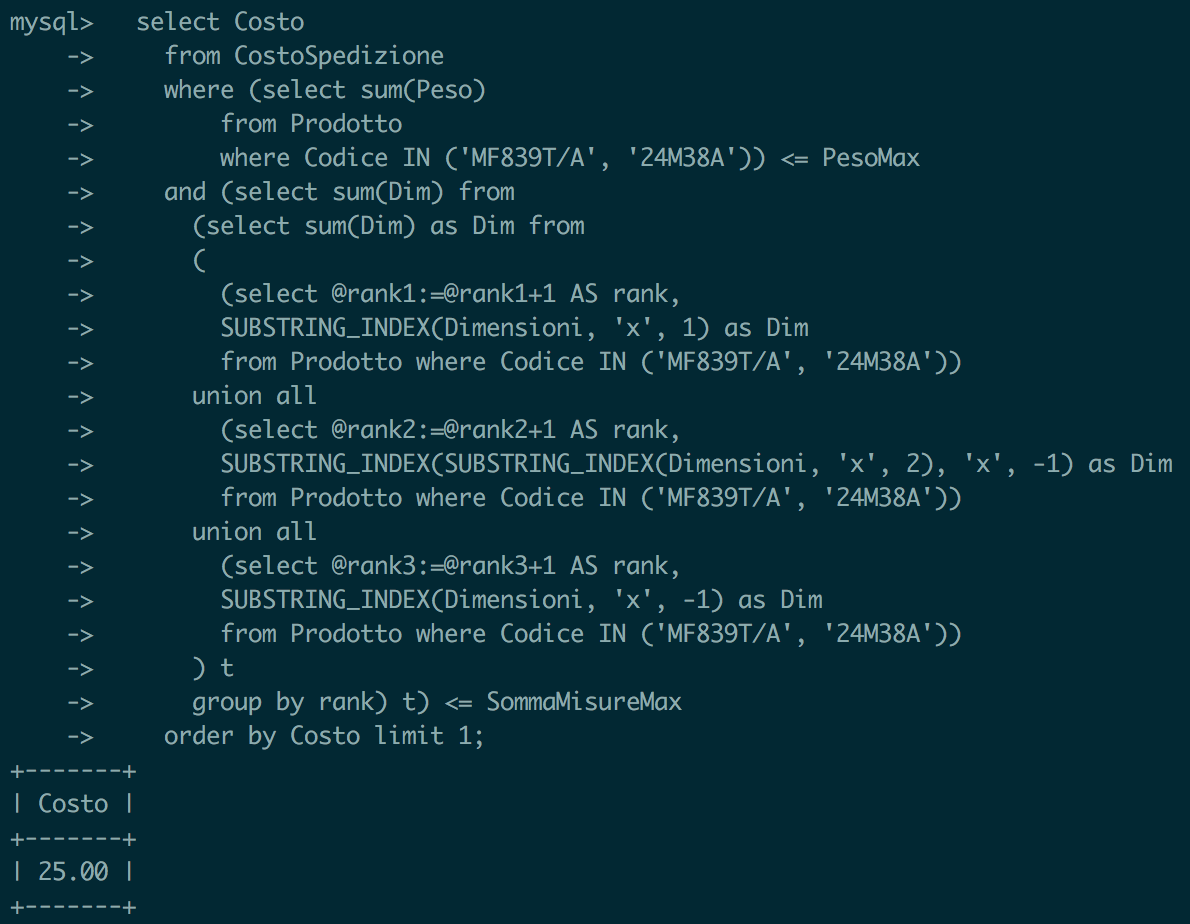 mysql>   select Costo
    ->     from CostoSpedizione
    ->     where (select sum(Peso)
    ->         from Prodotto
    ->         where Codice IN ('MF839T/A', '24M38A')) <= PesoMax
    ->     and (select sum(Dim) from
    ->       (select sum(Dim) as Dim from
    ->       (
    ->         (select @rank1:=@rank1+1 AS rank,
    ->         SUBSTRING_INDEX(Dimensioni, 'x', 1) as Dim
    ->         from Prodotto where Codice IN ('MF839T/A', '24M38A'))
    ->       union all
    ->         (select @rank2:=@rank2+1 AS rank,
    ->         SUBSTRING_INDEX(SUBSTRING_INDEX(Dimensioni, 'x', 2), 'x', -1) as Dim
    ->         from Prodotto where Codice IN ('MF839T/A', '24M38A'))
    ->       union all
    ->         (select @rank3:=@rank3+1 AS rank,
    ->         SUBSTRING_INDEX(Dimensioni, 'x', -1) as Dim
    ->         from Prodotto where Codice IN ('MF839T/A', '24M38A'))
    ->       ) t
    ->       group by rank) t) <= SommaMisureMax
    ->     order by Costo limit 1;
+-------+
| Costo |
+-------+
| 25.00 |
+-------+